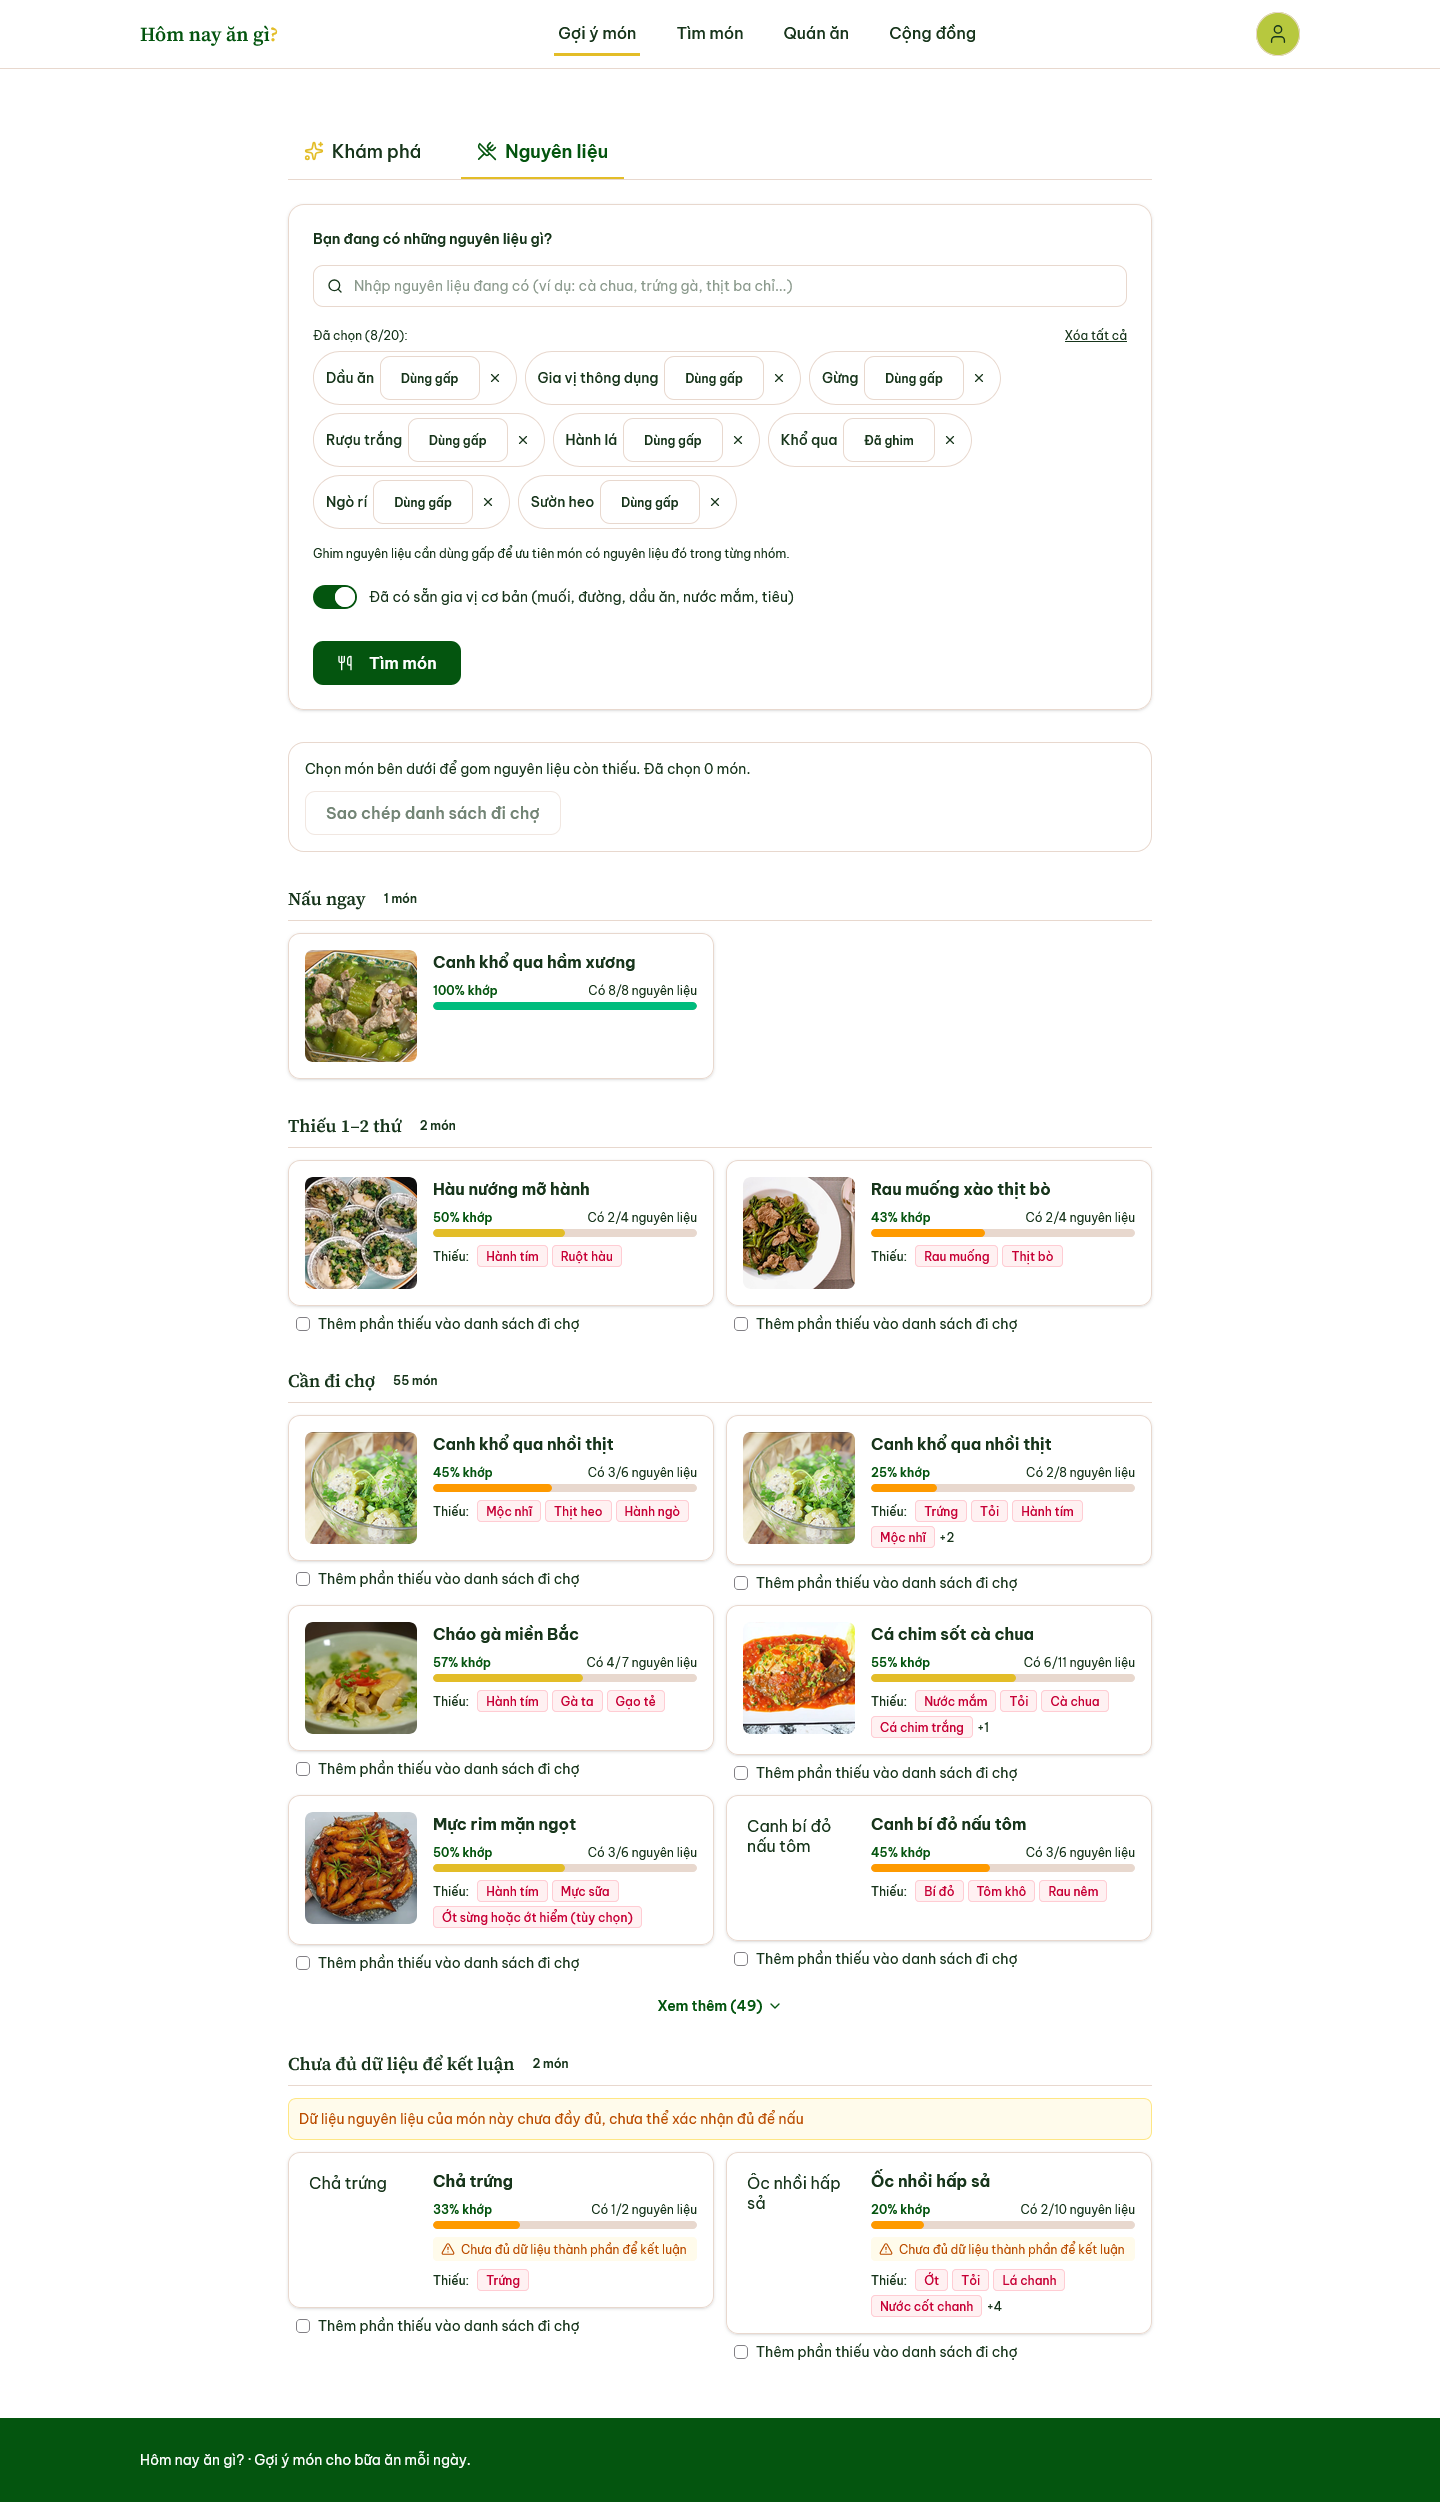 Hôm nay ăn gì?
Gợi ý món
Tìm món
Quán ăn
Cộng đồng
Khám phá
Nguyên liệu
Bạn đang có những nguyên liệu gì?
Nhập nguyên liệu đang có (ví dụ: cà chua, trứng gà, thịt ba chỉ...)
Đã chọn (8/20):
Xóa tất cả
Dầu ăn Dùng gấp ×
Gia vị thông dụng Dùng gấp ×
Gừng Dùng gấp ×
Rượu trắng Dùng gấp ×
Hành lá Dùng gấp ×
Khổ qua Đã ghim ×
Ngò rí Dùng gấp ×
Sườn heo Dùng gấp ×
Ghim nguyên liệu cần dùng gấp để ưu tiên món có nguyên liệu đó trong từng nhóm.
Đã có sẵn gia vị cơ bản (muối, đường, dầu ăn, nước mắm, tiêu)
Tìm món
Chọn món bên dưới để gom nguyên liệu còn thiếu. Đã chọn 0 món.
Sao chép danh sách đi chợ
Nấu ngay 1 món
Canh khổ qua hầm xương
100% khớp Có 8/8 nguyên liệu
Thiếu 1–2 thứ 2 món
Hàu nướng mỡ hành
50% khớp Có 2/4 nguyên liệu
Thiếu: Hành tím Ruột hàu
Thêm phần thiếu vào danh sách đi chợ
Rau muống xào thịt bò
43% khớp Có 2/4 nguyên liệu
Thiếu: Rau muống Thịt bò
Thêm phần thiếu vào danh sách đi chợ
Cần đi chợ 55 món
Canh khổ qua nhồi thịt
45% khớp Có 3/6 nguyên liệu
Thiếu: Mộc nhĩ Thịt heo Hành ngò
Thêm phần thiếu vào danh sách đi chợ
Canh khổ qua nhồi thịt
25% khớp Có 2/8 nguyên liệu
Thiếu: Trứng Tỏi Hành tím
Mộc nhĩ +2
Thêm phần thiếu vào danh sách đi chợ
Cháo gà miền Bắc
57% khớp Có 4/7 nguyên liệu
Thiếu: Hành tím Gà ta Gạo tẻ
Thêm phần thiếu vào danh sách đi chợ
Cá chim sốt cà chua
55% khớp Có 6/11 nguyên liệu
Thiếu: Nước mắm Tỏi Cà chua
Cá chim trắng +1
Thêm phần thiếu vào danh sách đi chợ
Mực rim mặn ngọt
50% khớp Có 3/6 nguyên liệu
Thiếu: Hành tím Mực sữa
Ớt sừng hoặc ớt hiểm (tùy chọn)
Thêm phần thiếu vào danh sách đi chợ
Canh bí đỏ
nấu tôm
Canh bí đỏ nấu tôm
45% khớp Có 3/6 nguyên liệu
Thiếu: Bí đỏ Tôm khô Rau nêm
Thêm phần thiếu vào danh sách đi chợ
Xem thêm (49)
Chưa đủ dữ liệu để kết luận 2 món
Dữ liệu nguyên liệu của món này chưa đầy đủ, chưa thể xác nhận đủ để nấu
Chả trứng
Chả trứng
33% khớp Có 1/2 nguyên liệu
Chưa đủ dữ liệu thành phần để kết luận
Thiếu: Trứng
Thêm phần thiếu vào danh sách đi chợ
Ốc nhồi hấp
sả
Ốc nhồi hấp sả
20% khớp Có 2/10 nguyên liệu
Chưa đủ dữ liệu thành phần để kết luận
Thiếu: Ớt Tỏi Lá chanh
Nước cốt chanh +4
Thêm phần thiếu vào danh sách đi chợ
Hôm nay ăn gì? · Gợi ý món cho bữa ăn mỗi ngày.